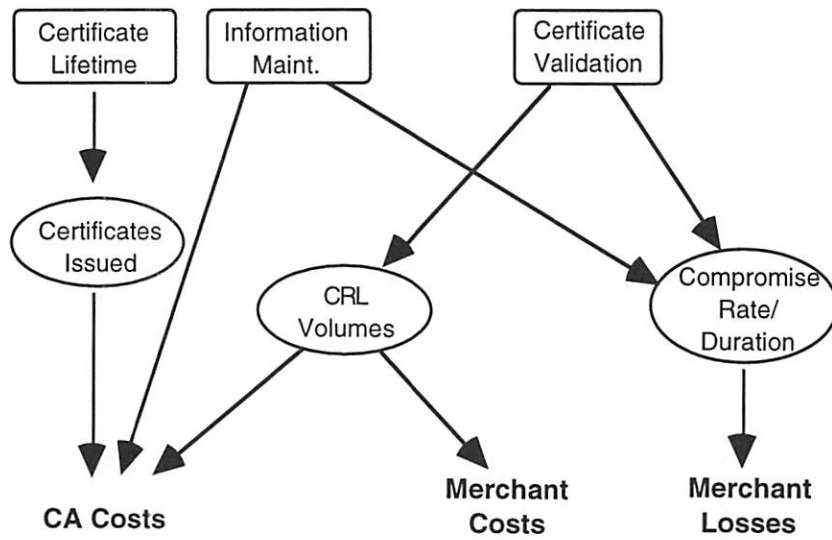 Certificate
Lifetime
Information
Maint.
Certificate
Validation
Certificates
Issued
CRL
Volumes
Compromise
Rate/
Duration
CA Costs
Merchant
Costs
Merchant
Losses